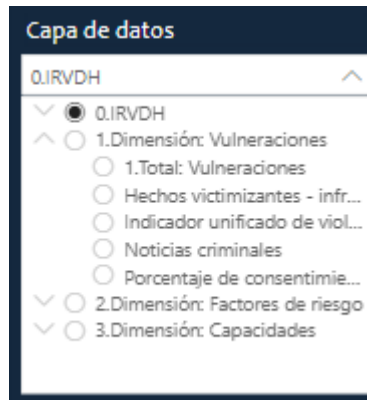 Capa de datos
0.IRVDH
0.IRVDH
1.Dimensión: Vulneraciones
1.Total: Vulneraciones
Hechos victimizantes - infr...
Indicador unificado de viol...
Noticias criminales
Porcentaje de consentimie...
2.Dimensión: Factores de riesgo
3.Dimensión: Capacidades